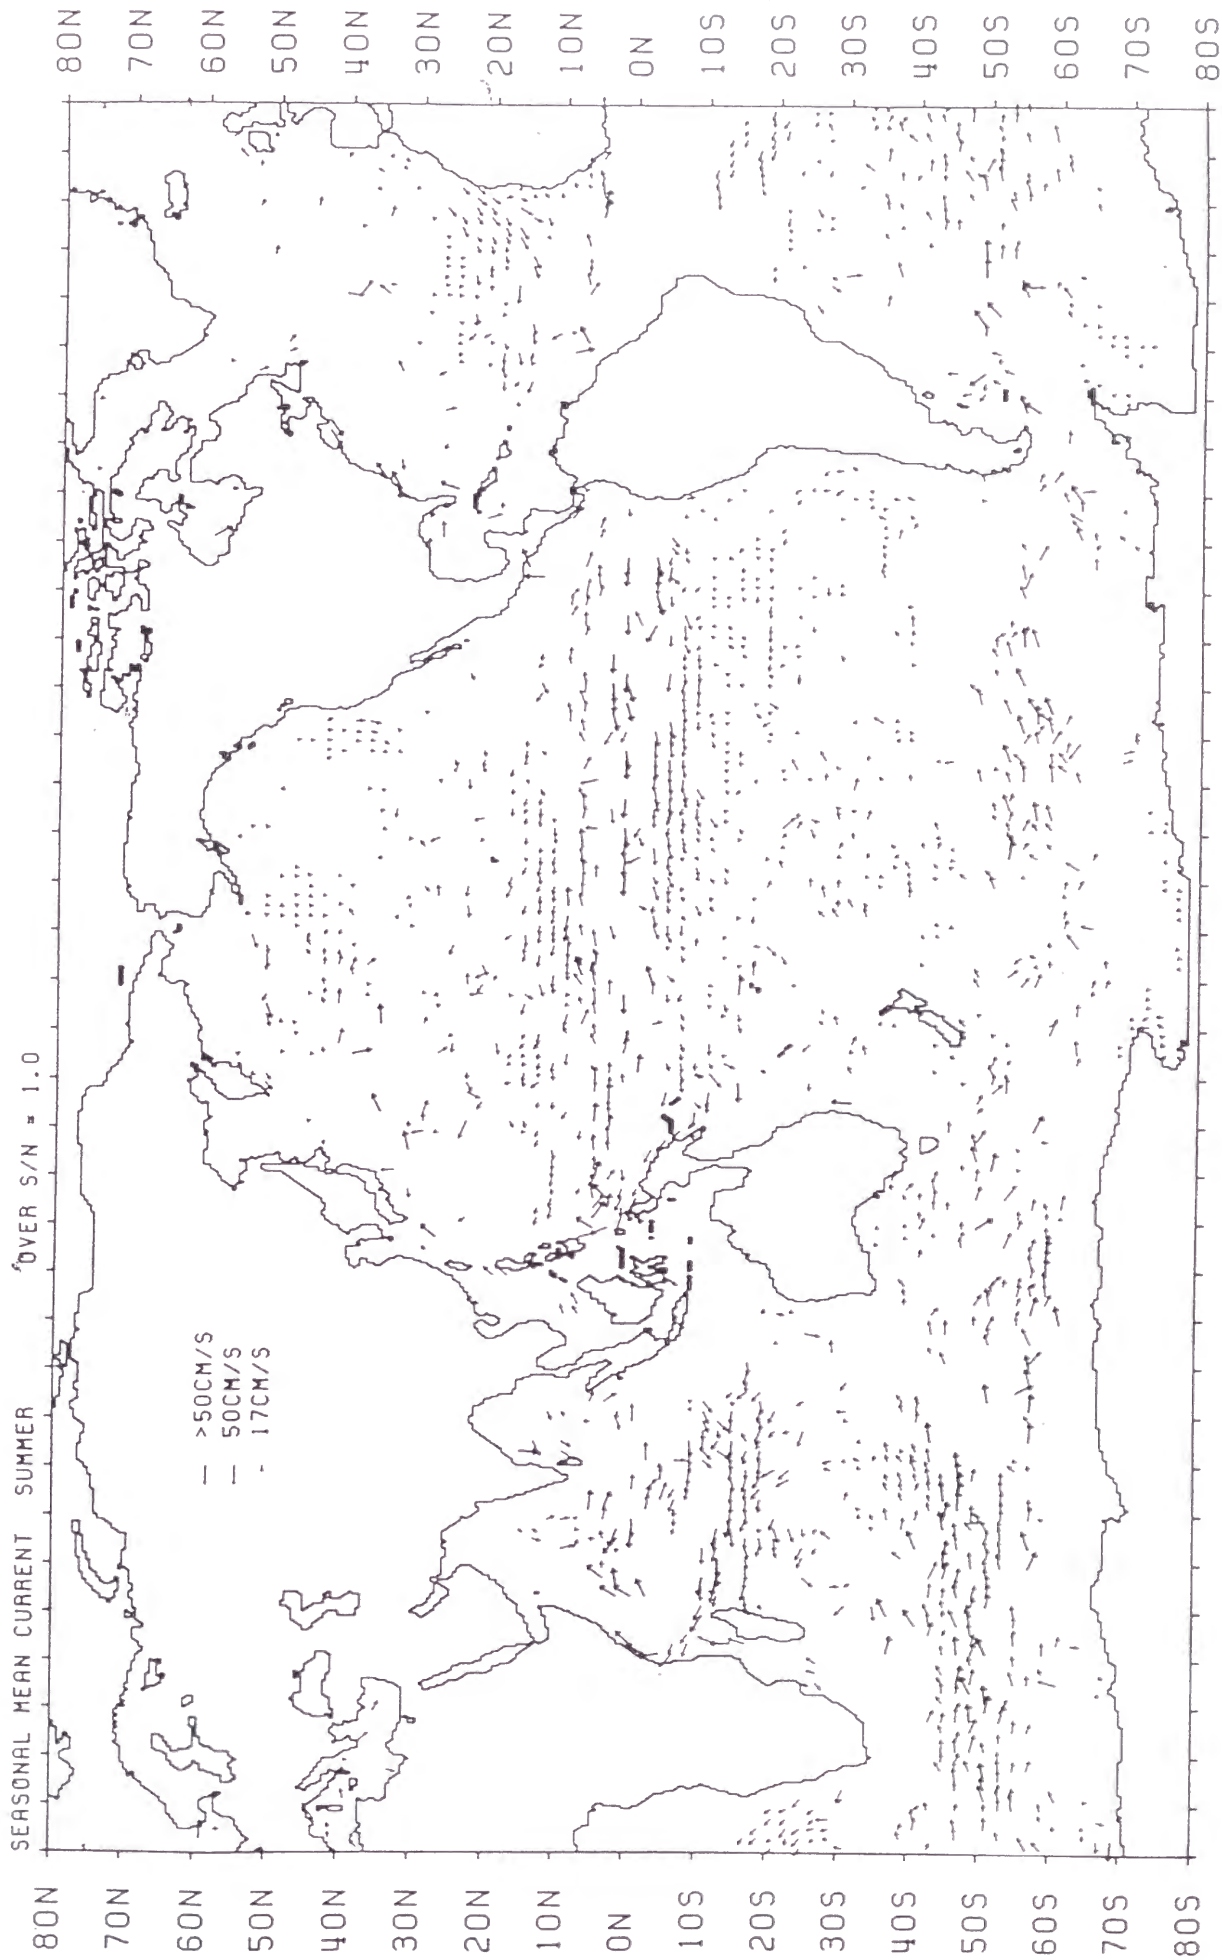 SEASONAL MEAN CURRENT SUMMER OVER S/N = 1.0
>50CM/S
50CM/S
17CM/S
80N
70N
60N
50N
40N
30N
20N
10N
0N
10S
20S
30S
40S
50S
60S
70S
80S
80N
70N
60N
50N
40N
30N
20N
10N
0N
10S
20S
30S
40S
50S
60S
70S
80S